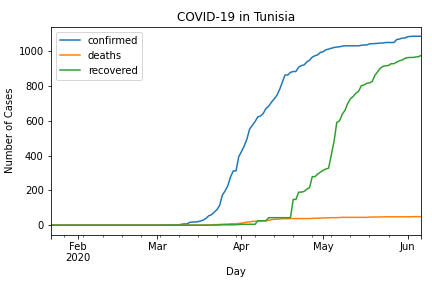 COVID-19 in Tunisia
confirmed
deaths
recovered
Number of Cases
1000
800
600
400
200
0
Feb
2020
Mar
Apr
May
Jun
Day